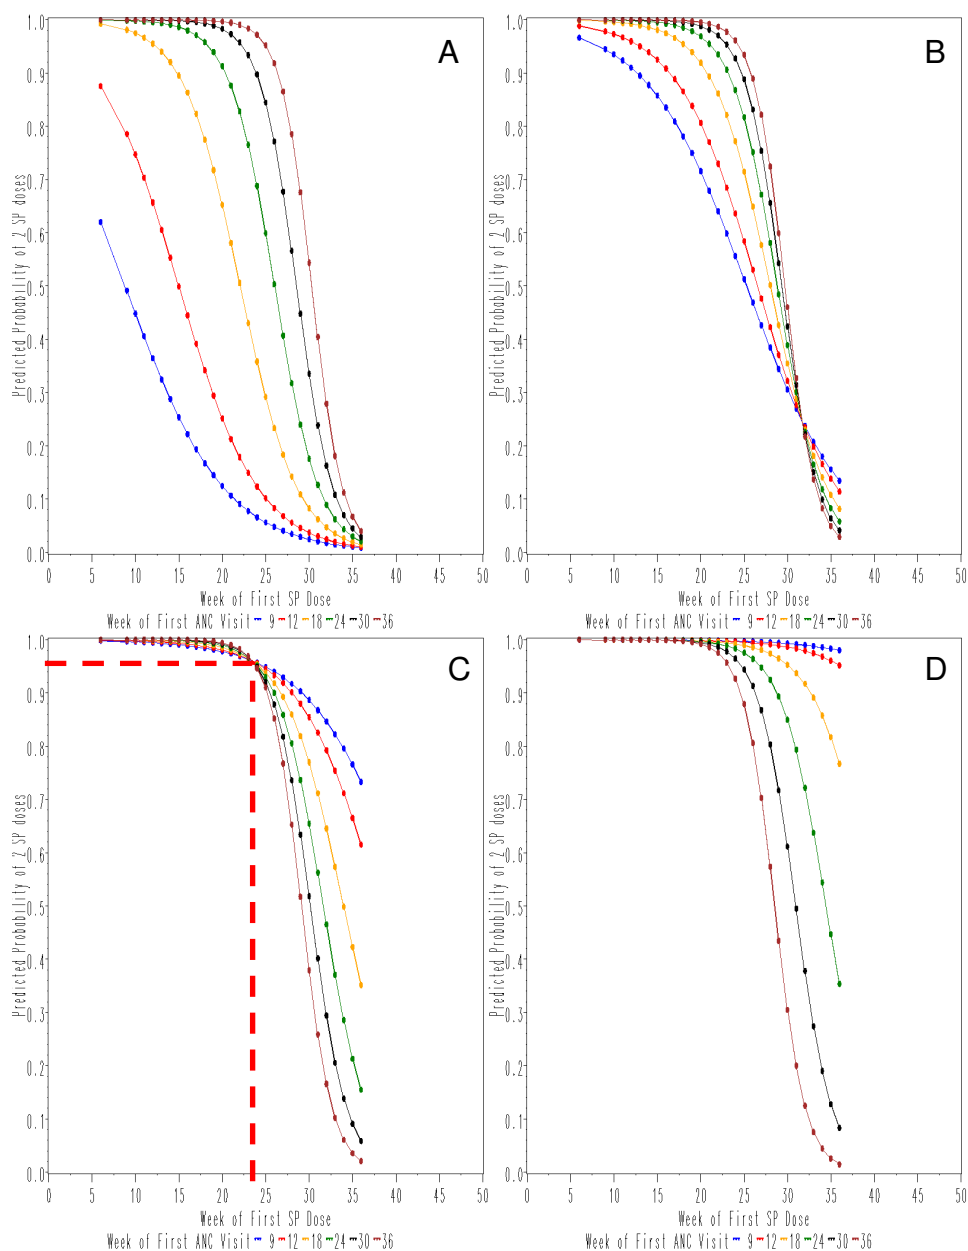 A
Predicted Probability of 2 SP doses
1.0
0.9
0.8
0.7
0.6
0.5
0.4
0.3
0.2
0.1
0.0
0 5 10 15 20 25 30 35 40 45 50
Week of First SP Dose
Week of First ANC Visit 9 12 18 24 30 36
B
Predicted Probability of 2 SP doses
1.0
0.9
0.8
0.7
0.6
0.5
0.4
0.3
0.2
0.1
0.0
0 5 10 15 20 25 30 35 40 45 50
Week of First SP Dose
Week of First ANC Visit 9 12 18 24 30 36
C
Predicted Probability of 2 SP doses
1.0
0.9
0.8
0.7
0.6
0.5
0.4
0.3
0.2
0.1
0.0
0 5 10 15 20 25 30 35 40 45 50
Week of First SP Dose
Week of First ANC Visit 9 12 18 24 30 36
D
Predicted Probability of 2 SP doses
1.0
0.9
0.8
0.7
0.6
0.5
0.4
0.3
0.2
0.1
0.0
0 5 10 15 20 25 30 35 40 45 50
Week of First SP Dose
Week of First ANC Visit 9 12 18 24 30 36